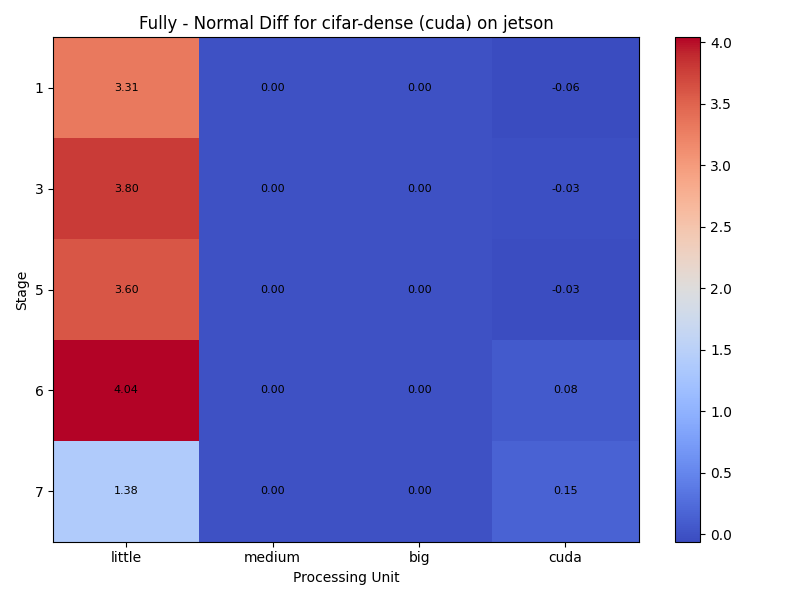 Fully - Normal Diff for cifar-dense (cuda) on jetson
Stage
1 3.31 0.00 0.00 -0.06
3 3.80 0.00 0.00 -0.03
5 3.60 0.00 0.00 -0.03
6 4.04 0.00 0.00 0.08
7 1.38 0.00 0.00 0.15
little medium big cuda
Processing Unit
4.0
3.5
3.0
2.5
2.0
1.5
1.0
0.5
0.0